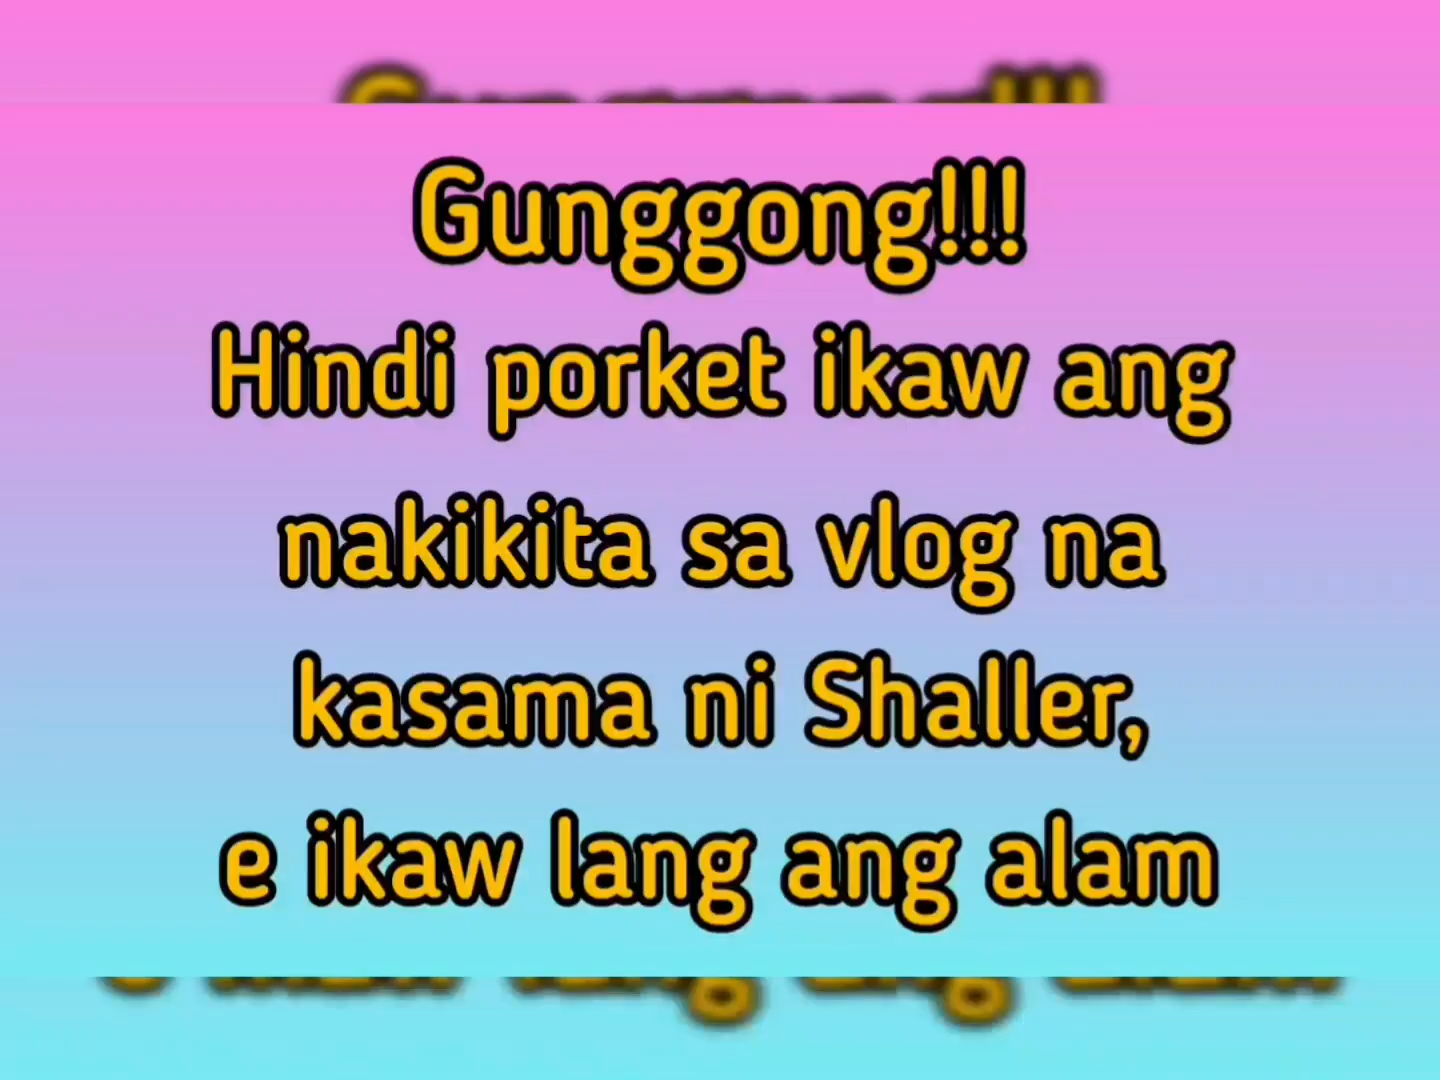 Gunggong!!!
Hindi porket ikaw ang
nakikita sa vlog na
kasama ni Shaller,
e ikaw lang ang alam